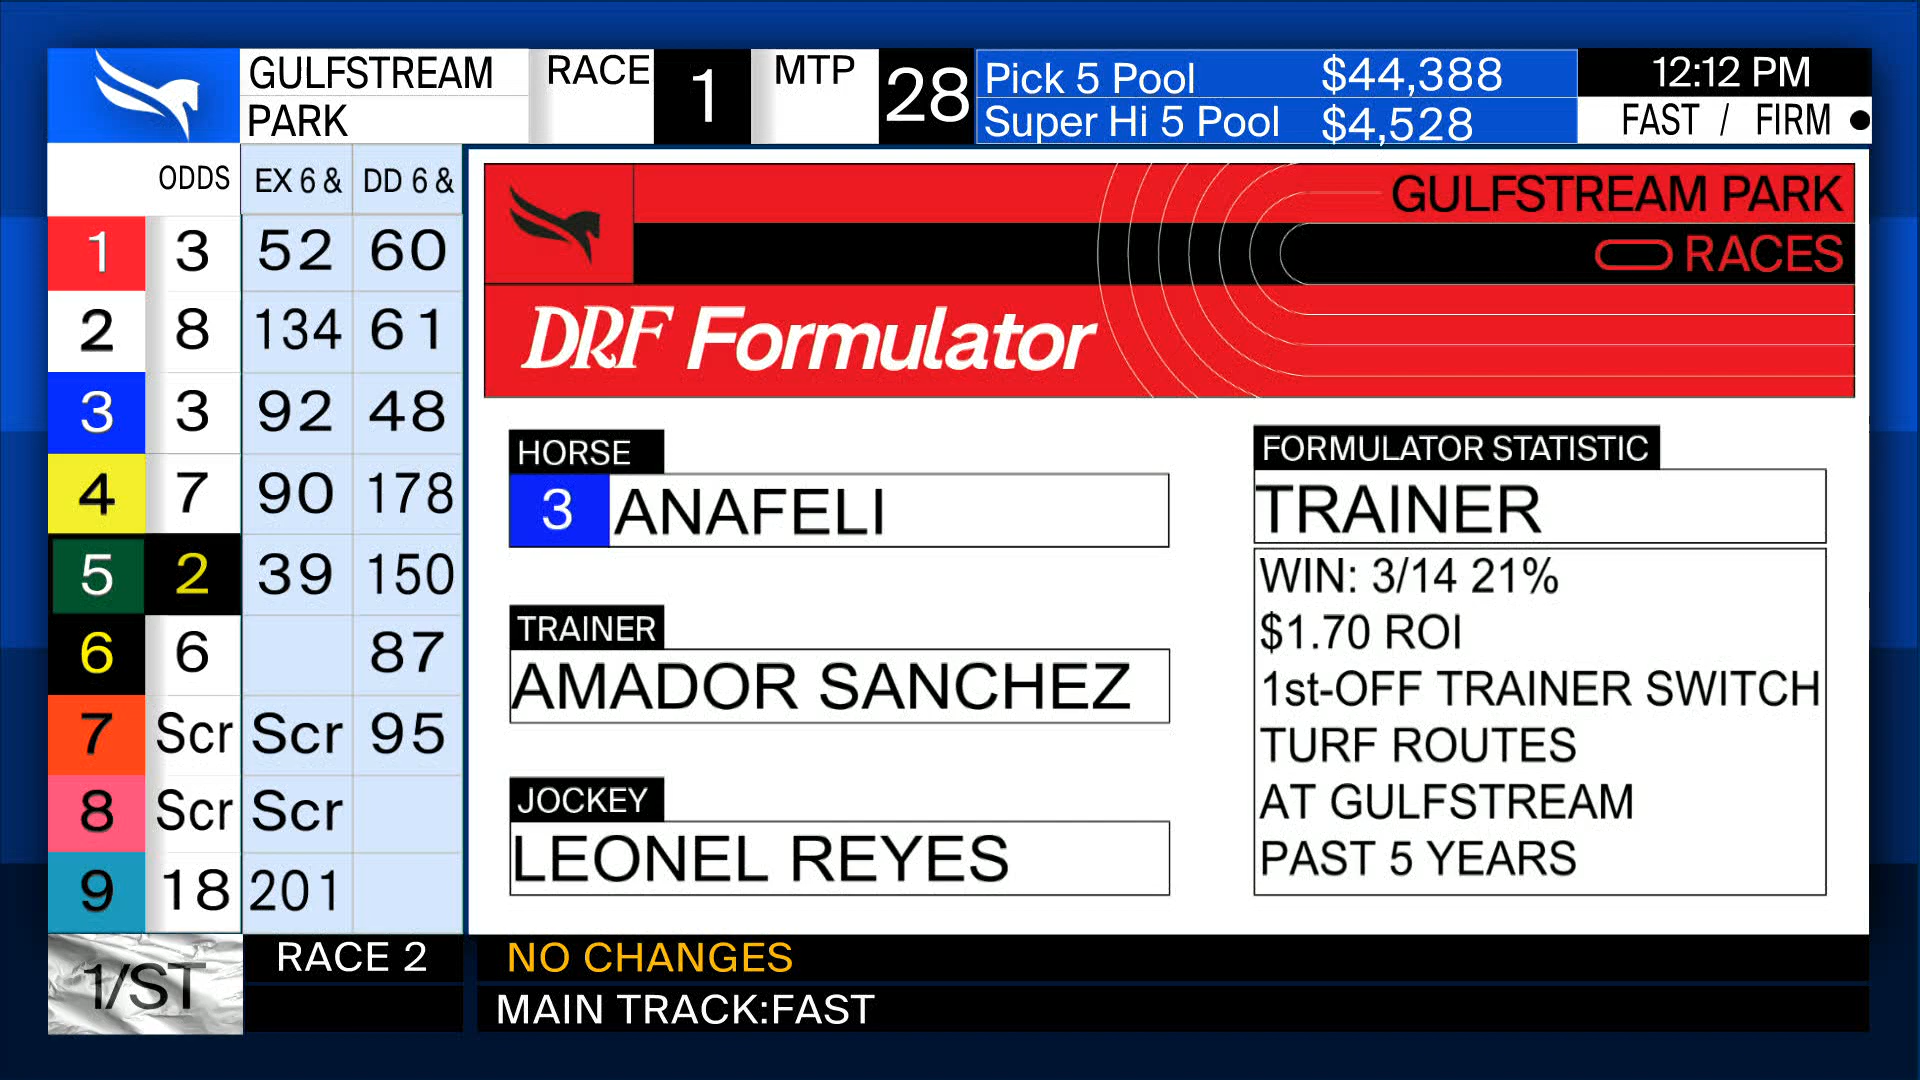 GULFSTREAM PARK
RACE 1 MTP 28
Pick 5 Pool $44,388
Super Hi 5 Pool $4,528
12:12 PM
FAST / FIRM
ODDS EX 6 & DD 6 &
1 3 52 60
2 8 134 61
3 3 92 48
4 7 90 178
5 2 39 150
6 6 87
7 Scr Scr 95
8 Scr Scr
9 18 201
GULFSTREAM PARK
RACES
DRF Formulator
HORSE
3 ANAFELI
TRAINER
AMADOR SANCHEZ
JOCKEY
LEONEL REYES
FORMULATOR STATISTIC
TRAINER
WIN: 3/14 21%
$1.70 ROI
1st-OFF TRAINER SWITCH
TURF ROUTES
AT GULFSTREAM
PAST 5 YEARS
1/ST
RACE 2
NO CHANGES
MAIN TRACK:FAST